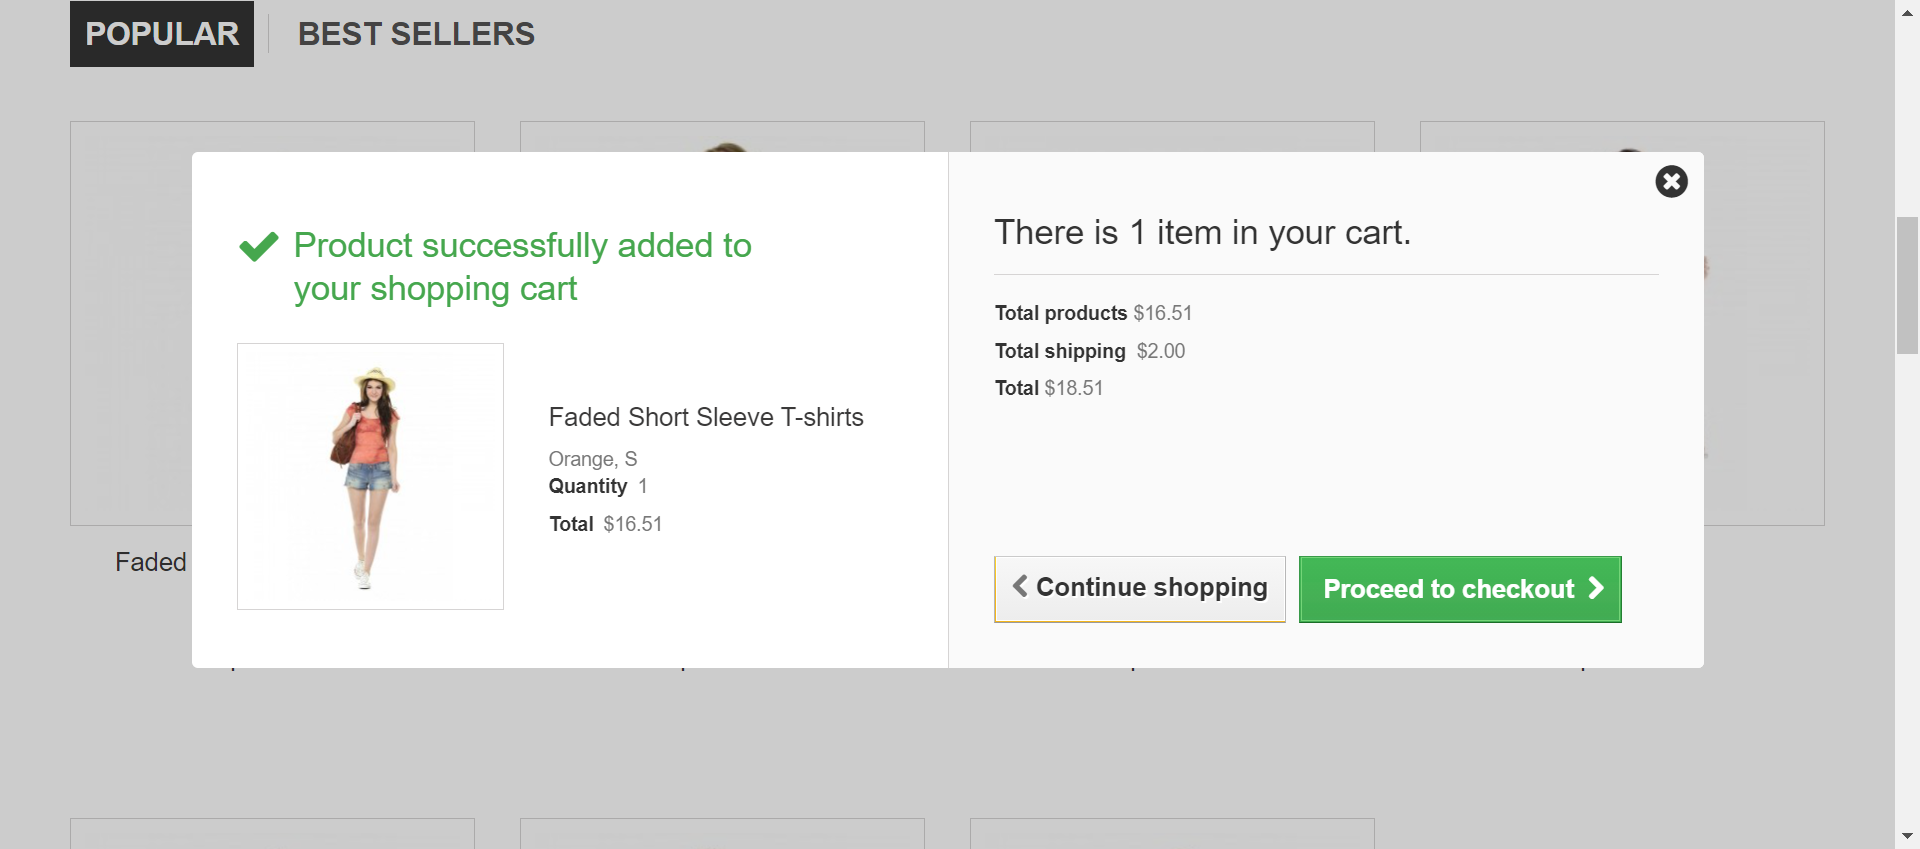 POPULAR
BEST SELLERS
Product successfully added to
your shopping cart
Faded Short Sleeve T-shirts
Orange, S
Quantity 1
Total $16.51
There is 1 item in your cart.
Total products $16.51
Total shipping $2.00
Total $18.51
Continue shopping
Proceed to checkout
Faded